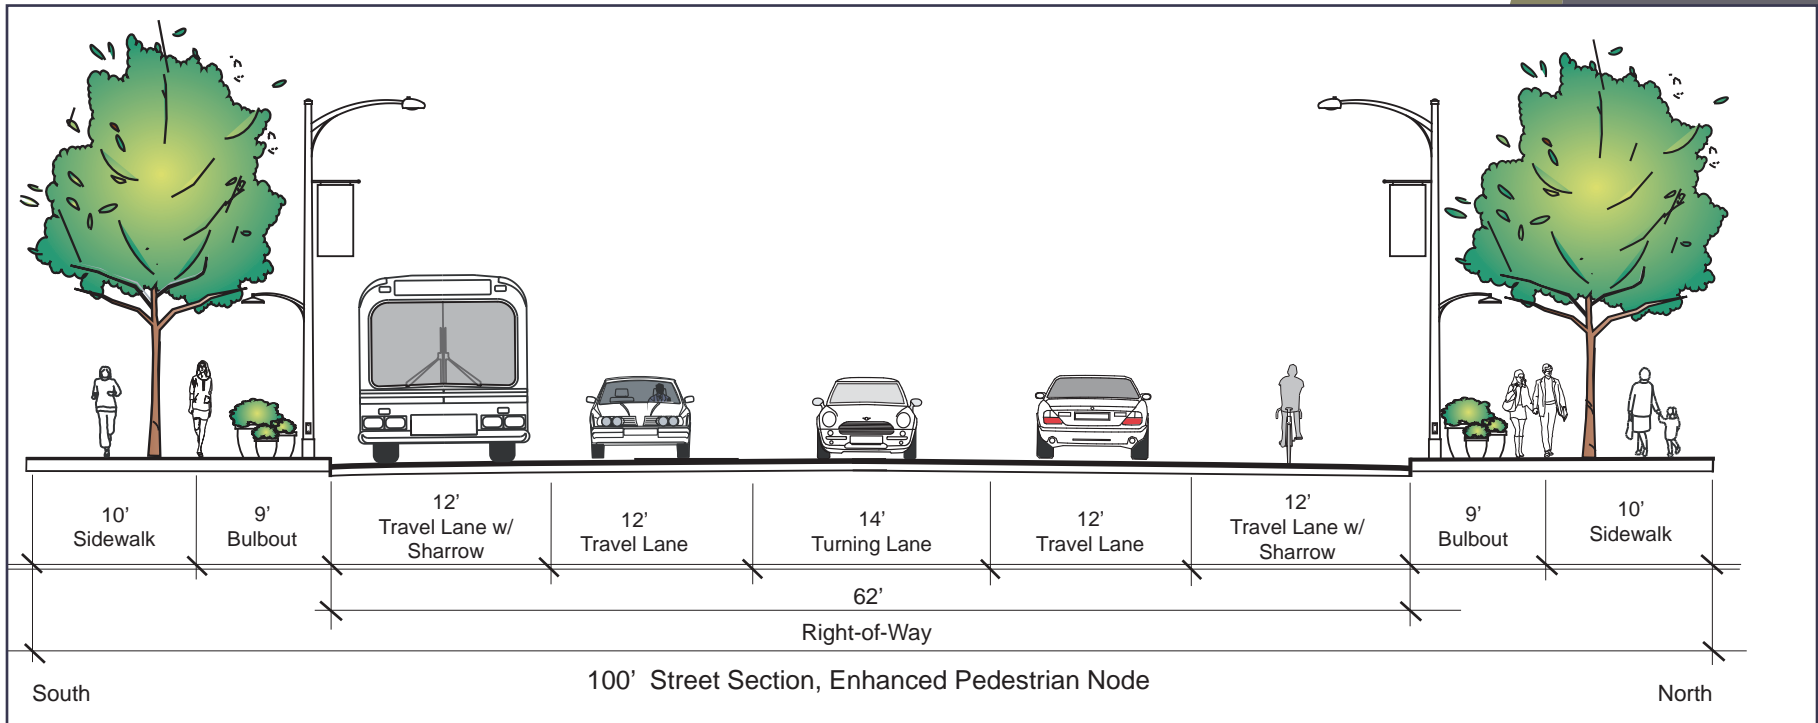 10’
Sidewalk
9’
Bulbout
12’
Travel Lane w/
Sharrow
12’
Travel Lane
14’
Turning Lane
12’
Travel Lane
12’
Travel Lane w/
Sharrow
9’
Bulbout
10’
Sidewalk
62’
Right-of-Way
100’ Street Section, Enhanced Pedestrian Node
South
North